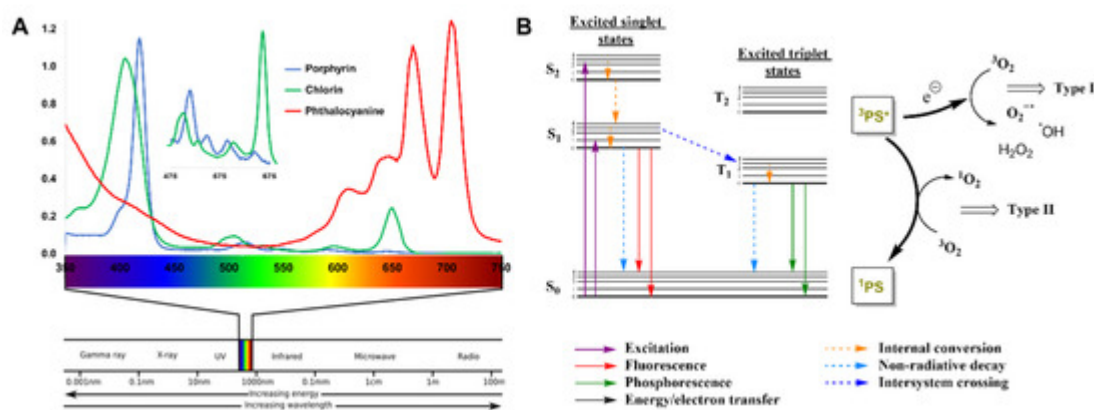 A
1.2
1.0
0.8
0.6
0.4
0.2
0.0
Porphyrin
Chlorin
Phthalocyanine
475 575 675
350 400 450 500 550 600 650 700 750
Gamma ray X-ray UV Infrared Microwave Radio
0.001nm 0.1nm 10nm 1000nm 0.1mm 1cm 1m 100m
Increasing energy
Increasing wavelength
B
Excited singlet
states
Excited triplet
states
S₂
T₂
S₁
T₁
S₀
³PS*
e⊖
³O₂
Type I
O₂⁻•
•OH
H₂O₂
¹O₂
Type II
³O₂
¹PS
Excitation
Fluorescence
Phosphorescence
Energy/electron transfer
Internal conversion
Non-radiative decay
Intersystem crossing